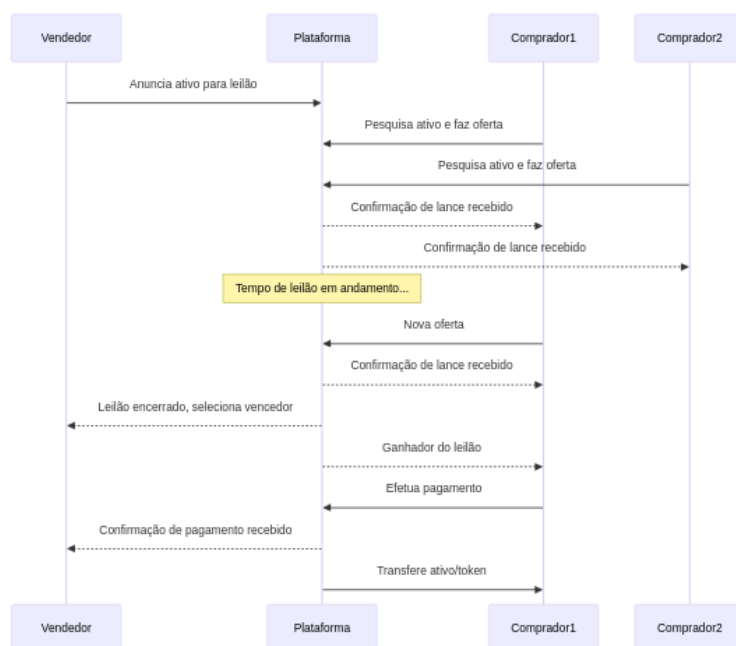 Vendedor
Plataforma
Comprador1
Comprador2
Anuncia ativo para leilão
Pesquisa ativo e faz oferta
Pesquisa ativo e faz oferta
Confirmação de lance recebido
Confirmação de lance recebido
Tempo de leilão em andamento...
Nova oferta
Confirmação de lance recebido
Leilão encerrado, seleciona vencedor
Ganhador do leilão
Efetua pagamento
Confirmação de pagamento recebido
Transfere ativo/token
Vendedor
Plataforma
Comprador1
Comprador2